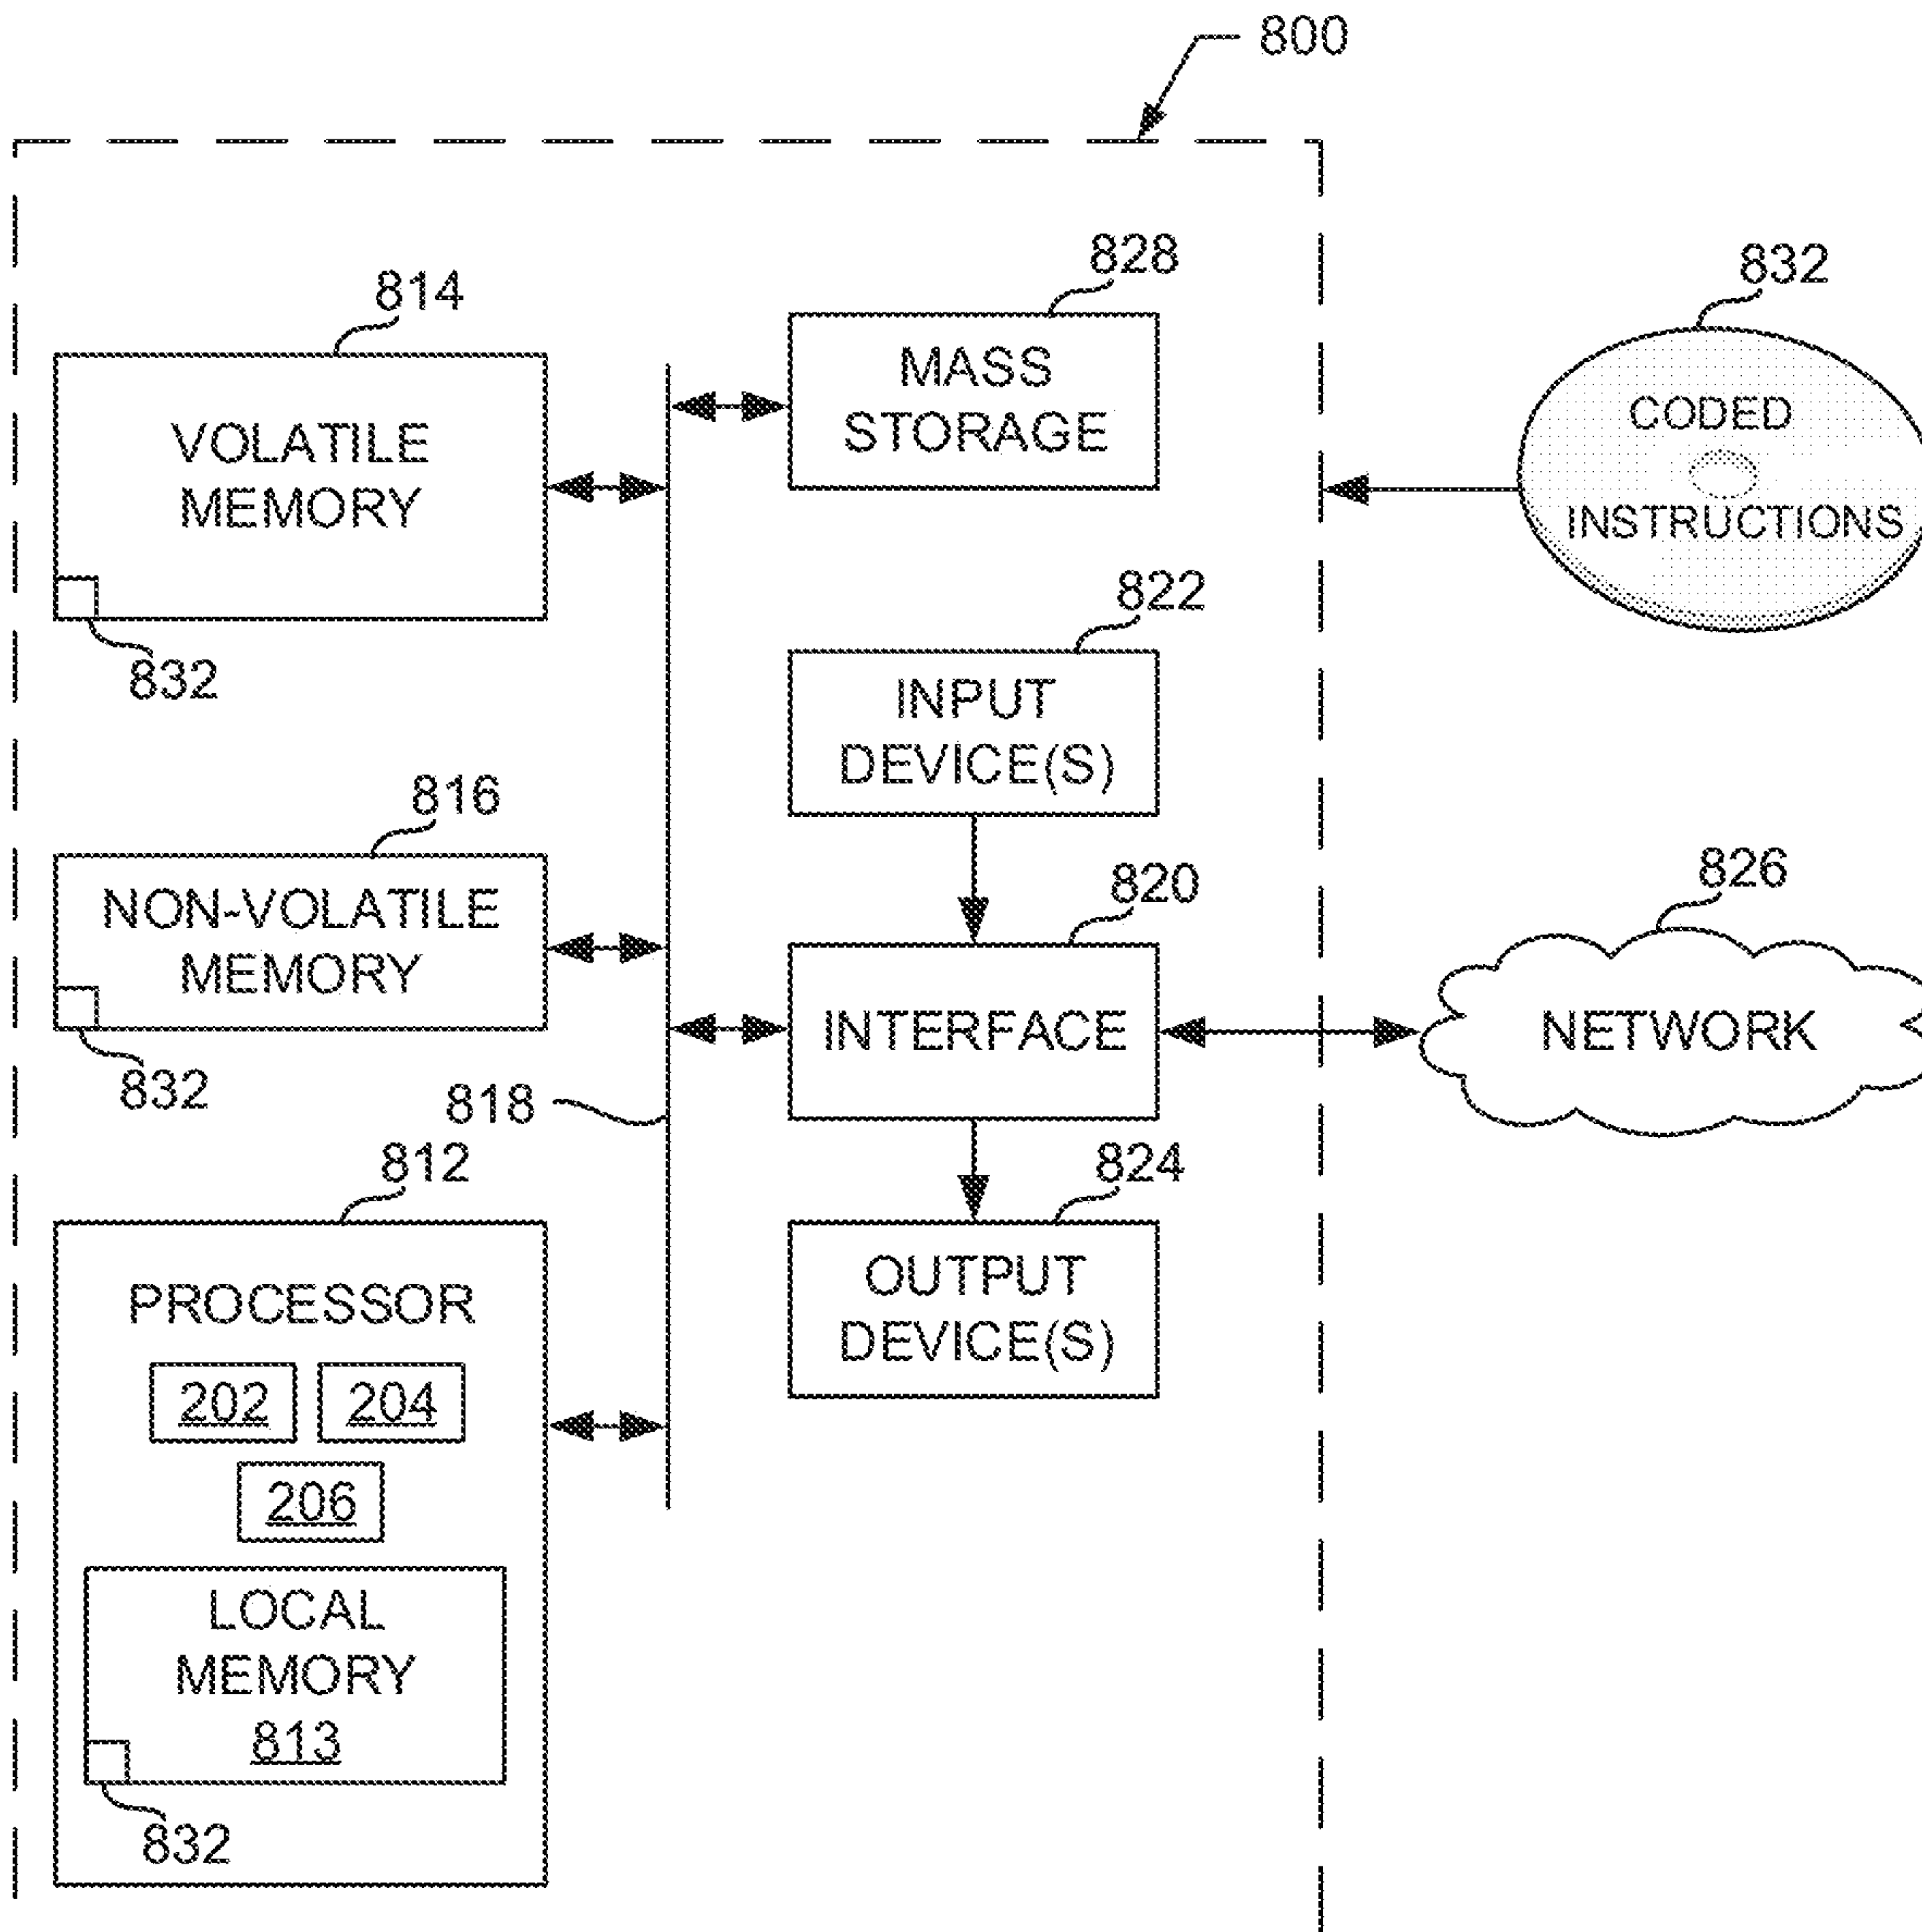 800
828
832
814
MASS
STORAGE
VOLATILE
MEMORY
CODED
INSTRUCTIONS
832
822
INPUT
DEVICE(S)
816
820
826
NON-VOLATILE
MEMORY
INTERFACE
NETWORK
832
818
812
824
OUTPUT
DEVICE(S)
PROCESSOR
202 204
206
LOCAL
MEMORY
813
832